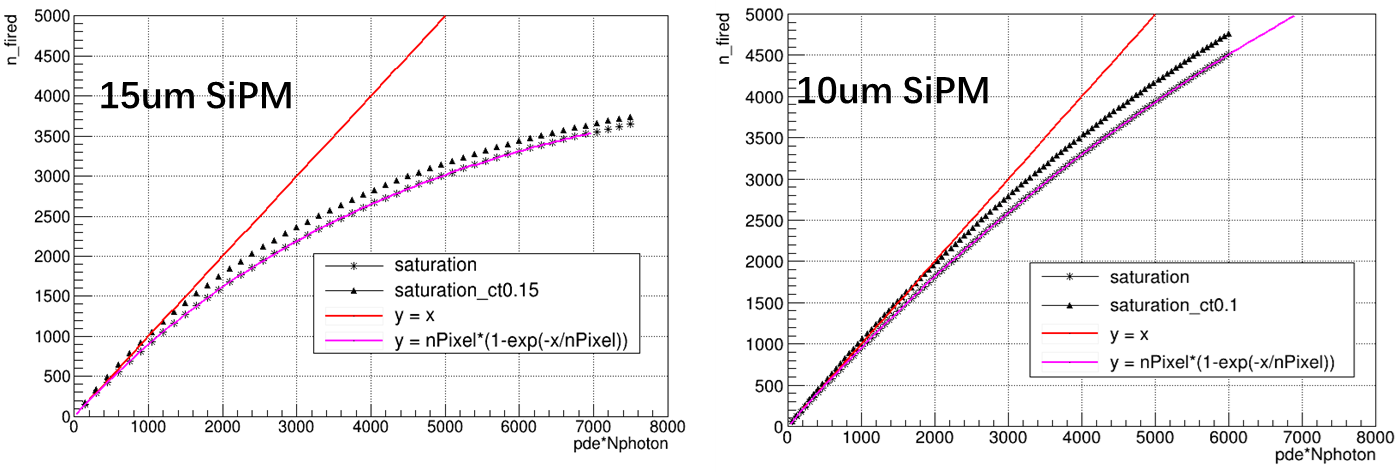 n_fired
5000
4500
4000
3500
3000
2500
2000
1500
1000
500
0
15um SiPM
saturation
saturation_ct0.15
y = x
y = nPixel*(1-exp(-x/nPixel))
0 1000 2000 3000 4000 5000 6000 7000 8000
pde*Nphoton
n_fired
5000
4500
4000
3500
3000
2500
2000
1500
1000
500
0
10um SiPM
saturation
saturation_ct0.1
y = x
y = nPixel*(1-exp(-x/nPixel))
0 1000 2000 3000 4000 5000 6000 7000 8000
pde*Nphoton